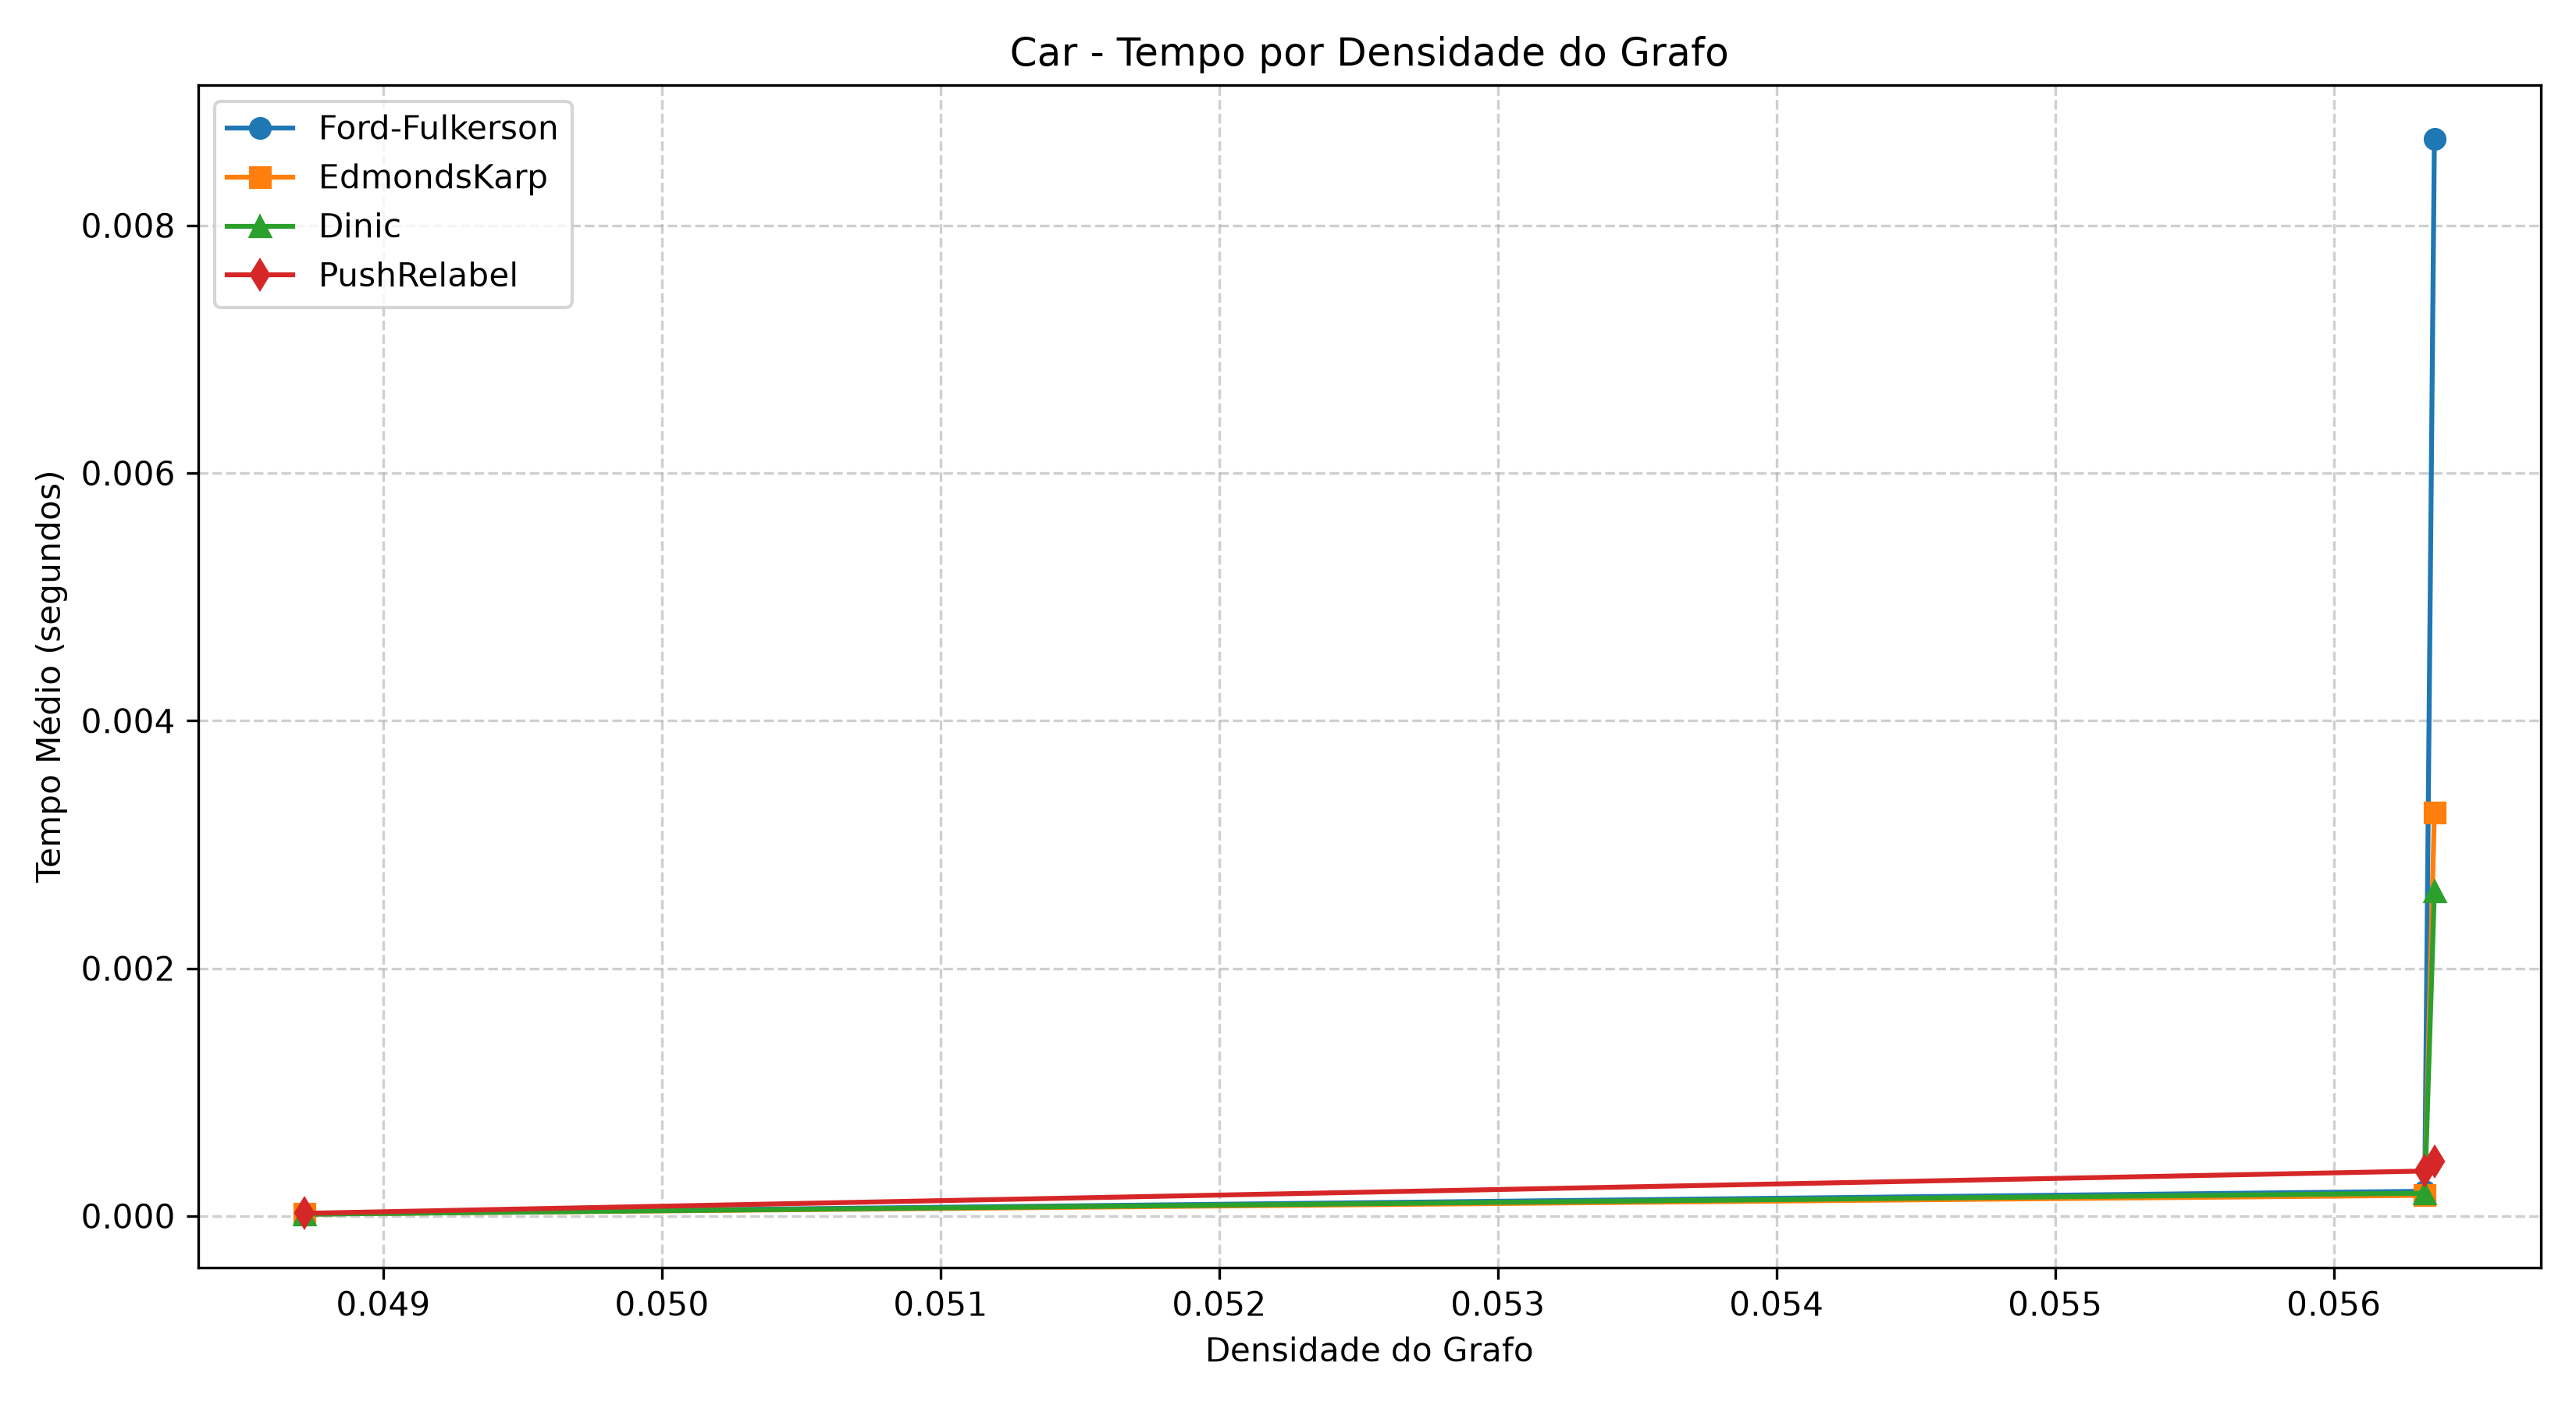 Car - Tempo por Densidade do Grafo
Ford-Fulkerson
EdmondsKarp
Dinic
PushRelabel
Tempo Médio (segundos)
0.008
0.006
0.004
0.002
0.000
0.049 0.050 0.051 0.052 0.053 0.054 0.055 0.056
Densidade do Grafo